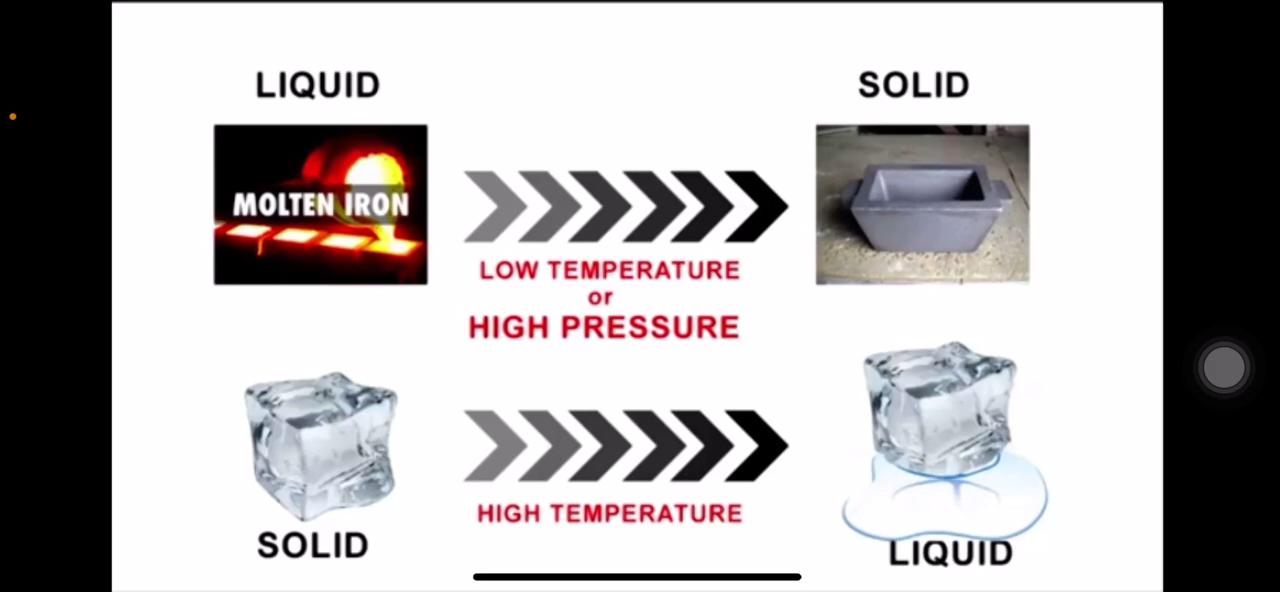 LIQUID
SOLID
MOLTEN IRON
LOW TEMPERATURE
or
HIGH PRESSURE
HIGH TEMPERATURE
SOLID
LIQUID